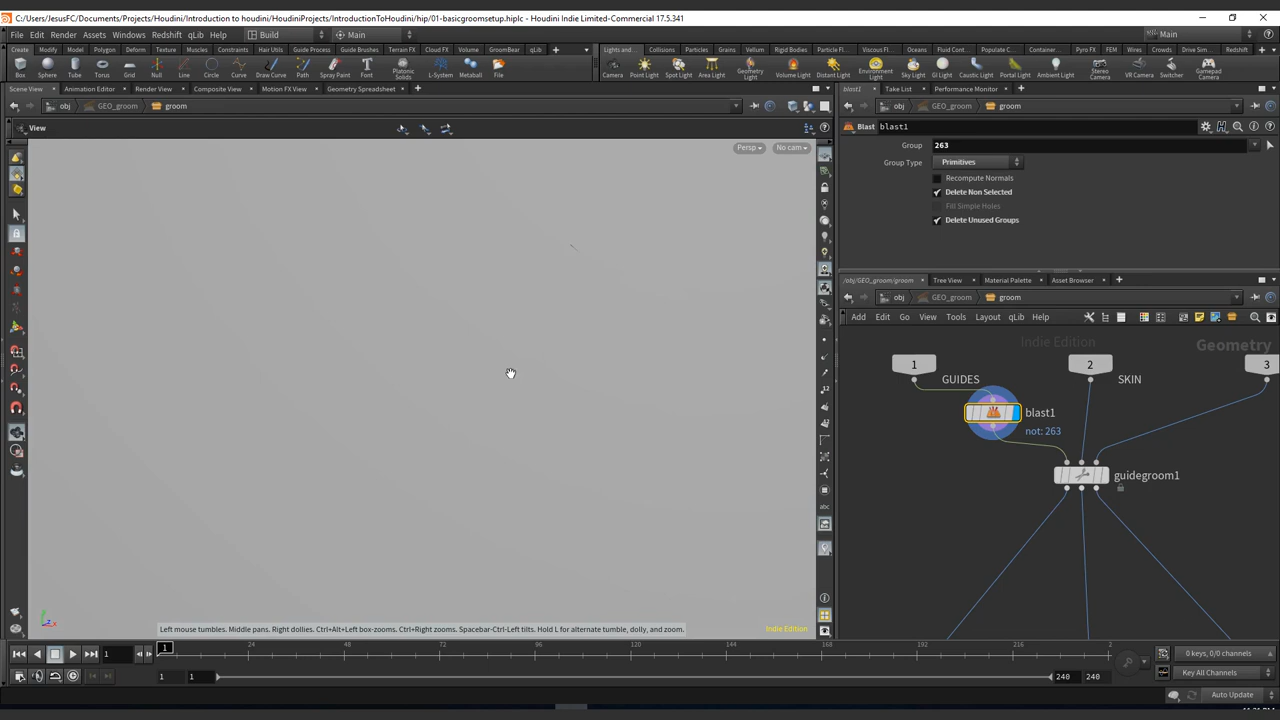 C:/Users/JesusFC/Documents/Projects/Houdini/Introduction to houdini/HoudiniProjects/IntroductionToHoudini/hip/01-basicgroomsetup.hiplc - Houdini Indie Limited-Commercial 17.5.341
File Edit Render Assets Windows Redshift qLib Help Build Main Main
Create Modify Model Polygon Deform Texture Muscles Characters Constraints Hair Utils Guide Process Guide Brushes Terrain FX Cloud FX Volume GroomBear qLib
Lights and... Collisions Particles Grains Vellum Rigid Bodies Particle Fl... Viscous Fl... Oceans Fluid Cont... Populate C... Container... Pyro FX FEM Wires Crowds Drive Sim... Redshift
Box Sphere Tube Torus Grid Null Line Circle Curve Draw Curve Path Spray Paint Font Platonic Solids L-System Metaball File
Camera Point Light Spot Light Area Light Geometry Light Volume Light Distant Light Environment Light Sky Light GI Light Caustic Light Portal Light Ambient Light Stereo Camera VR Camera Switcher Gamepad Camera
Scene View Animation Editor Render View Composite View Motion FX View Geometry Spreadsheet
blast1 Take List Performance Monitor
obj GEO_groom groom
obj GEO_groom groom
View
Blast blast1
Persp No cam
Group 263
Group Type Primitives
Recompute Normals
Delete Non Selected
Fill Simple Holes
Delete Unused Groups
/obj/GEO_groom/groom Tree View Material Palette Asset Browser
obj GEO_groom groom
Add Edit Go View Tools Layout qLib Help
Indie Edition Geometry
1 2 3
GUIDES SKIN
blast1
not: 263
guidegroom1
Left mouse tumbles. Middle pans. Right dollies. Ctrl+Alt+Left box-zooms. Ctrl+Right zooms. Spacebar-Ctrl-Left tilts. Hold L for alternate tumble, dolly, and zoom.
Indie Edition
1 1 24 48 72 96 120 144 168 192 216 2
0 keys, 0/0 channels
1 1 240 240
Key All Channels
Auto Update